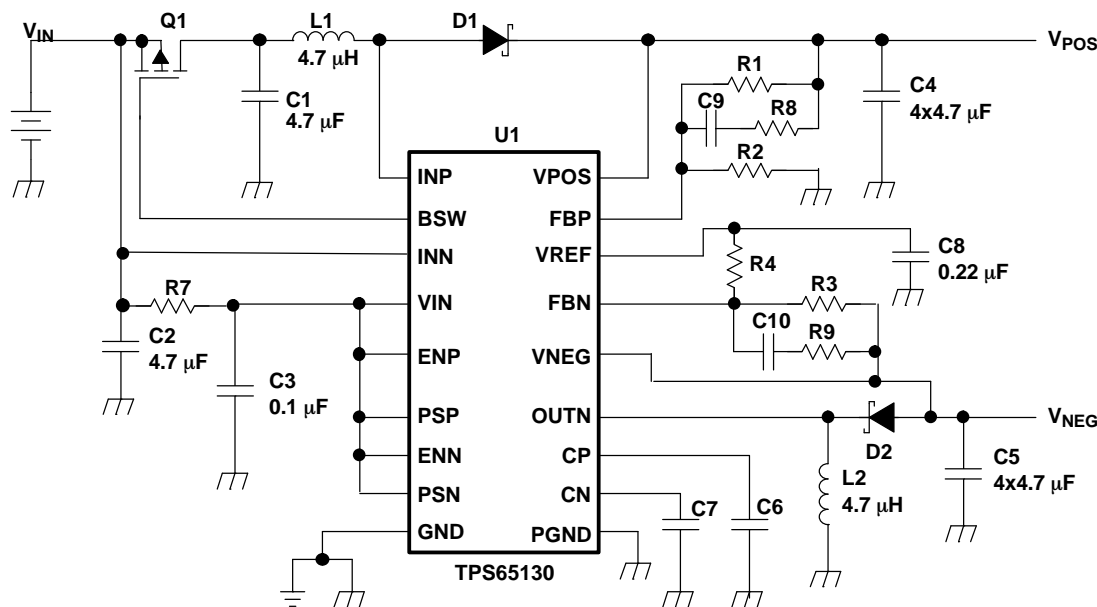 VIN
Q1
L1
4.7 μH
D1
VPOS
C1
4.7 μF
R1
C9
R8
R2
C4
4x4.7 μF
U1
INP
BSW
INN
VIN
ENP
PSP
ENN
PSN
GND
VPOS
FBP
VREF
FBN
VNEG
OUTN
CP
CN
PGND
TPS65130
R7
C2
4.7 μF
C3
0.1 μF
R4
C8
0.22 μF
R3
C10
R9
D2
VNEG
L2
4.7 μH
C5
4x4.7 μF
C7
C6